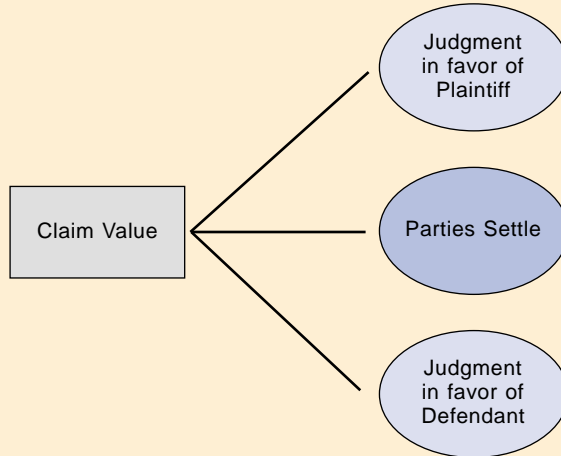 Judgment
in favor of
Plaintiff
Claim Value
Parties Settle
Judgment
in favor of
Defendant